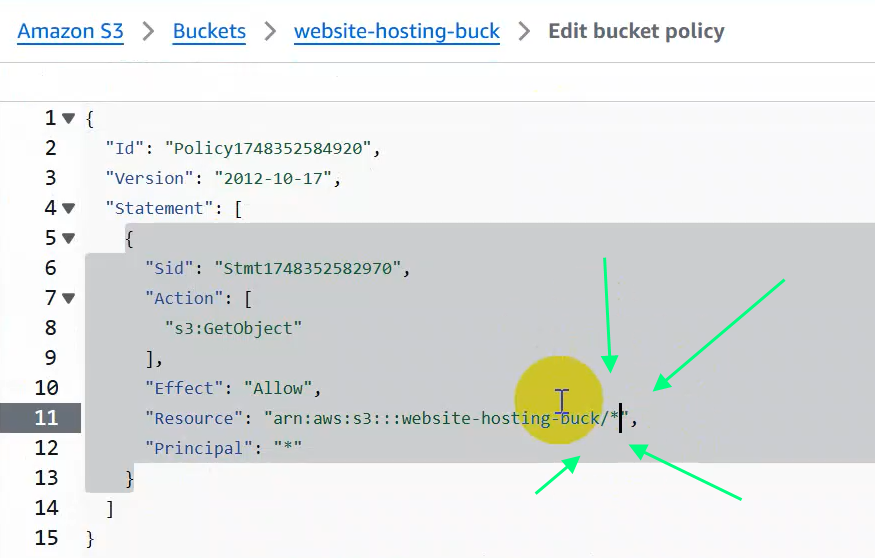 Amazon S3 > Buckets > website-hosting-buck > Edit bucket policy
1 {
2 "Id": "Policy1748352584920",
3 "Version": "2012-10-17",
4 "Statement": [
5 {
6 "Sid": "Stmt1748352582970",
7 "Action": [
8 "s3:GetObject"
9 ],
10 "Effect": "Allow",
11 "Resource": "arn:aws:s3:::website-hosting-buck/*",
12 "Principal": "*"
13 }
14 ]
15 }